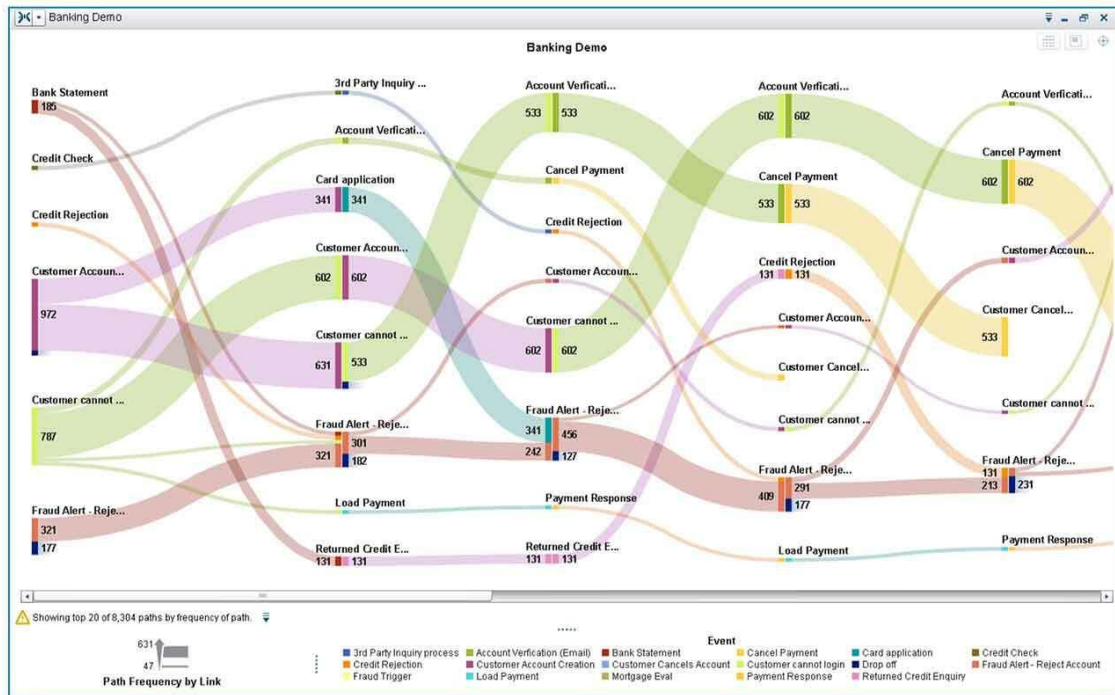 Banking Demo
Banking Demo
Bank Statement
185
Credit Check
Credit Rejection
Customer Accoun...
972
Customer cannot ...
787
Fraud Alert - Reje...
321
177
3rd Party Inquiry ...
Account Verficati...
Card application
341 341
Customer Accoun...
602 602
Customer cannot ...
631 533
Fraud Alert - Reje...
301
321
182
Load Payment
Returned Credit E...
131 131
Account Verficati...
533 533
Cancel Payment
Credit Rejection
Customer Accoun...
Customer cannot ...
602 602
Fraud Alert - Reje...
341 456
242 127
Payment Response
Returned Credit E...
131 131
Account Verficati...
602 602
Cancel Payment
533 533
Credit Rejection
131 131
Customer Accoun...
Customer Cancel...
Customer cannot ...
Fraud Alert - Reje...
409 291
177
Load Payment
Account Verficati...
Cancel Payment
602 602
Customer Accoun...
Customer Cancel...
533
Customer cannot ...
Fraud Alert - Reje...
131
213 231
Payment Response
Showing top 20 of 8,304 paths by frequency of path.
631
47
Path Frequency by Link
Event
3rd Party Inquiry process Account Verfication (Email) Bank Statement Cancel Payment Card application Credit Check
Credit Rejection Customer Account Creation Customer Cancels Account Customer cannot login Drop off Fraud Alert - Reject Account
Fraud Trigger Load Payment Mortgage Eval Payment Response Returned Credit Enquiry